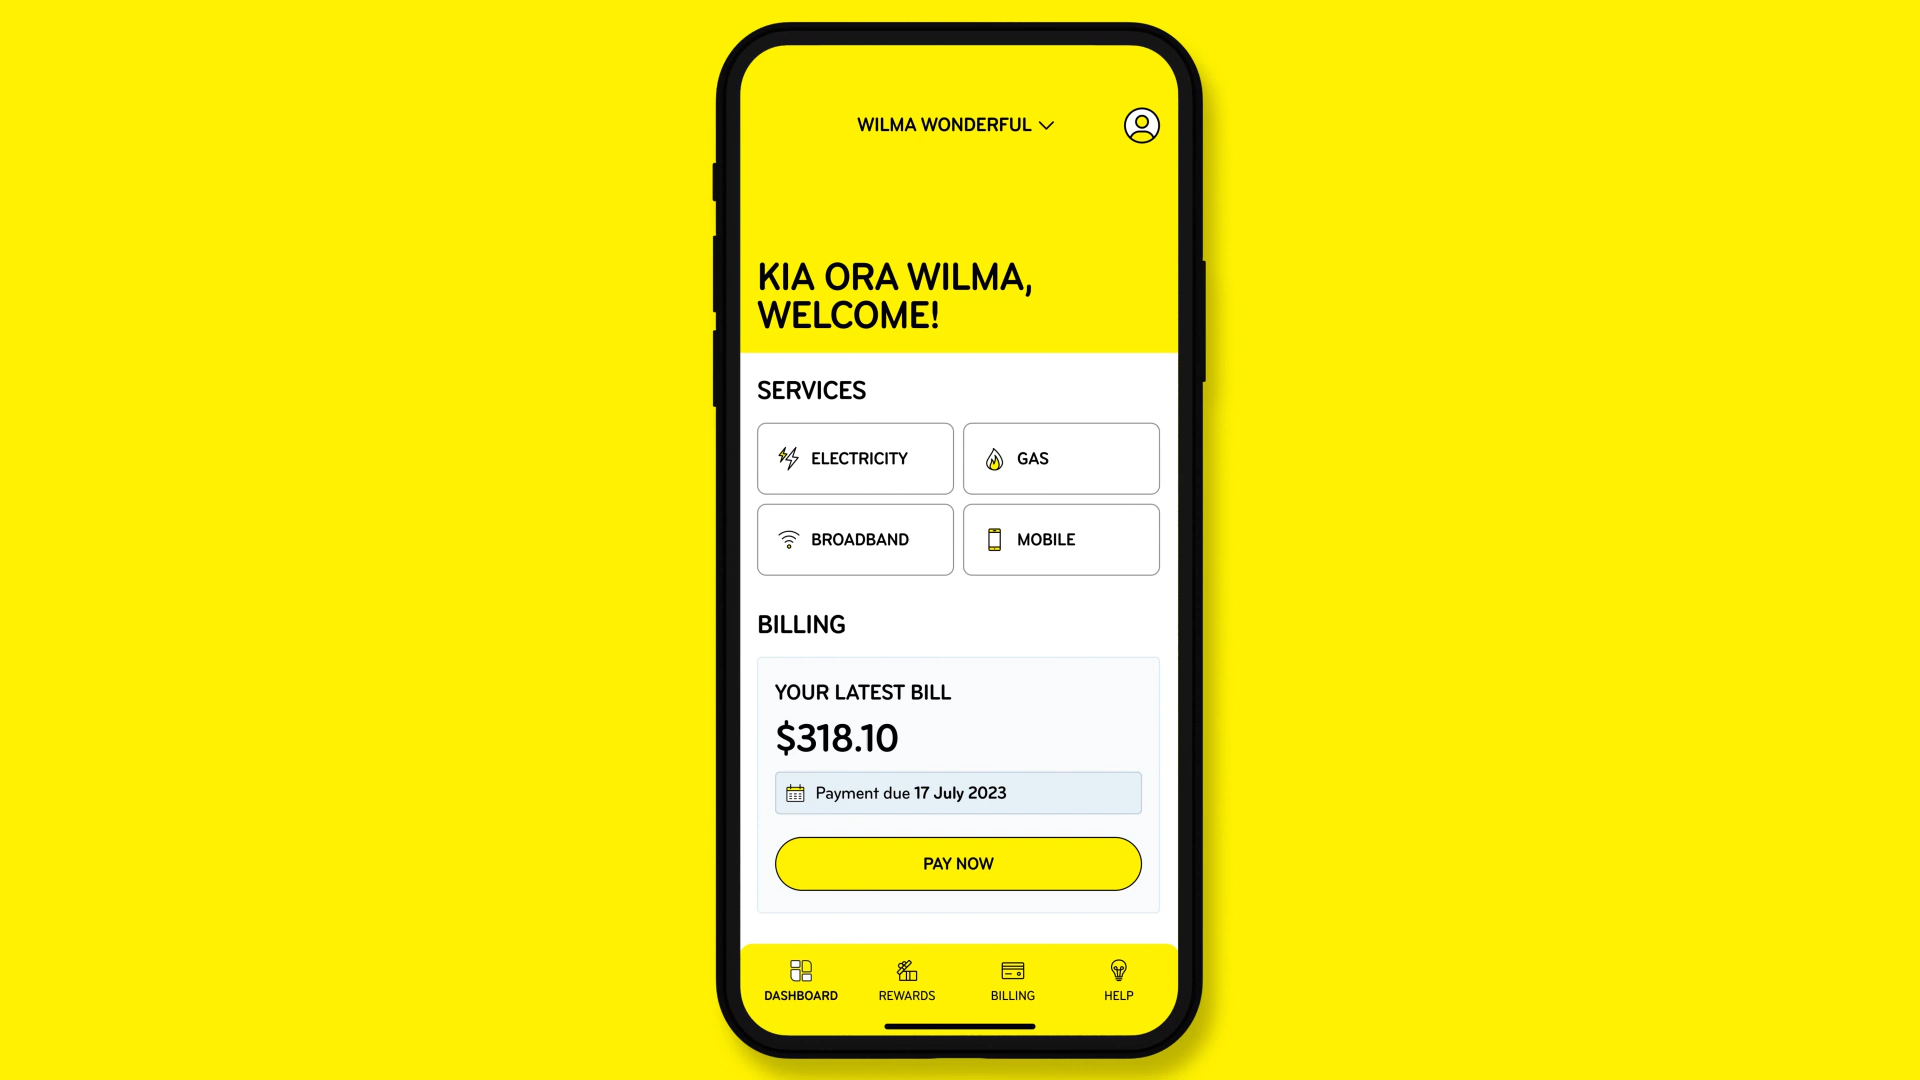 WILMA WONDERFUL
KIA ORA WILMA,
WELCOME!
SERVICES
ELECTRICITY
GAS
BROADBAND
MOBILE
BILLING
YOUR LATEST BILL
$318.10
Payment due 17 July 2023
PAY NOW
DASHBOARD
REWARDS
BILLING
HELP